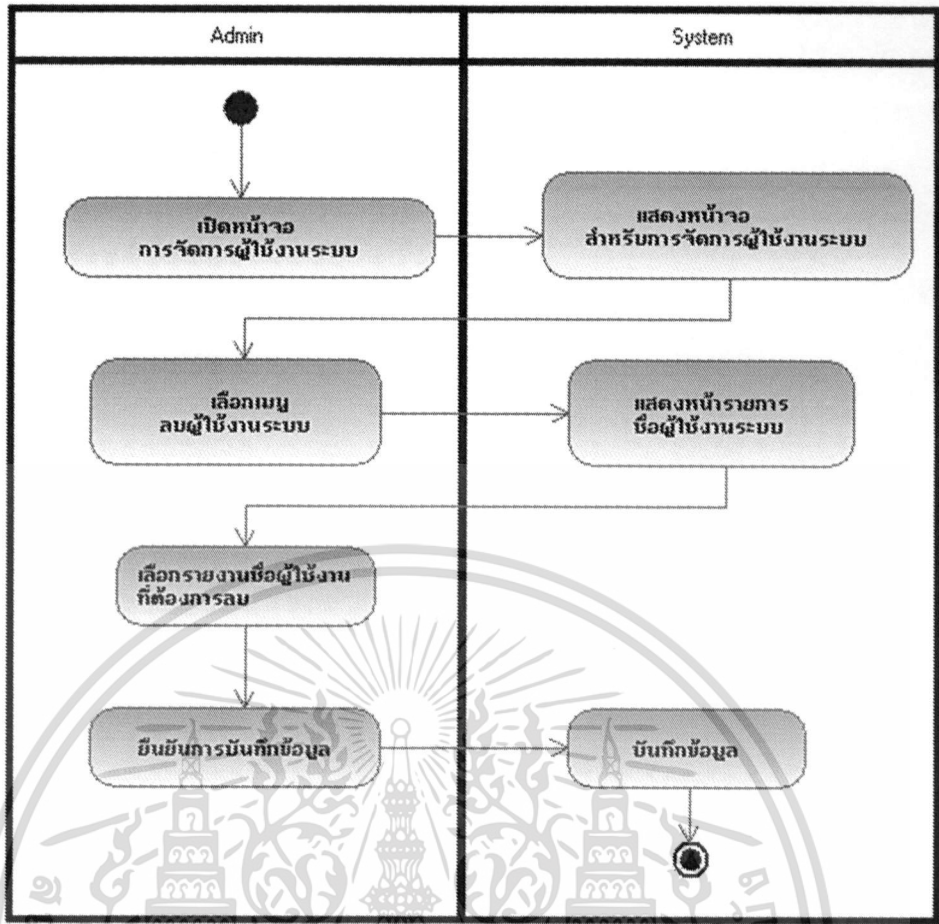 Admin
System
เปิดหน้าจอ
การจัดการผู้ใช้งานระบบ
แสดงหน้าจอ
สำหรับการจัดการผู้ใช้งานระบบ
เลือกเมนู
ลบผู้ใช้งานระบบ
แสดงหน้ารายการ
ชื่อผู้ใช้งานระบบ
เลือกรายงานชื่อผู้ใช้งาน
ที่ต้องการลบ
ยืนยันการบันทึกข้อมูล
บันทึกข้อมูล